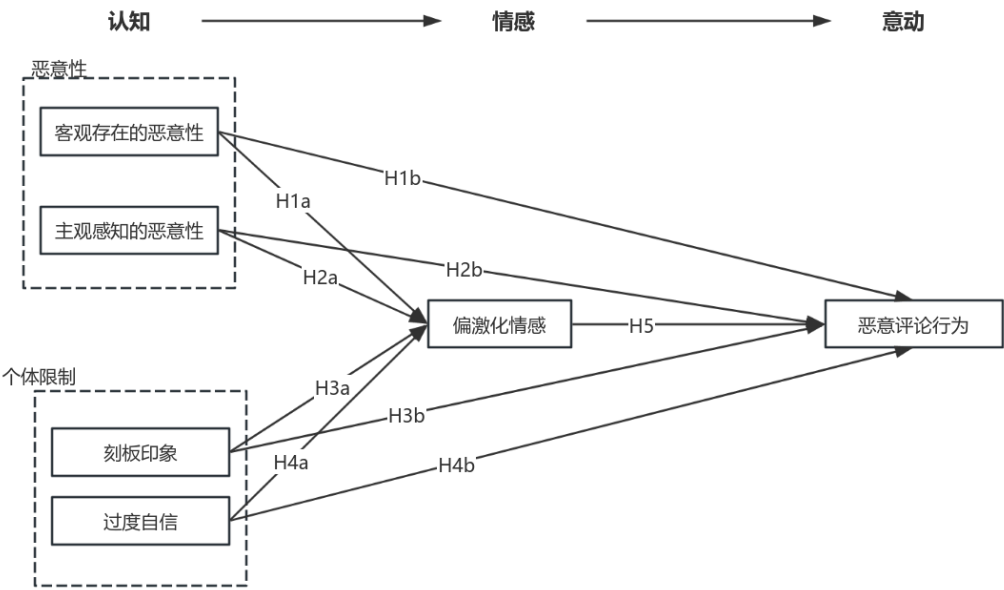 认知
情感
意动
恶意性
客观存在的恶意性
H1b
H1a
主观感知的恶意性
H2b
H2a
偏激化情感
H5
恶意评论行为
个体限制
H3a
H3b
刻板印象
H4a
H4b
过度自信